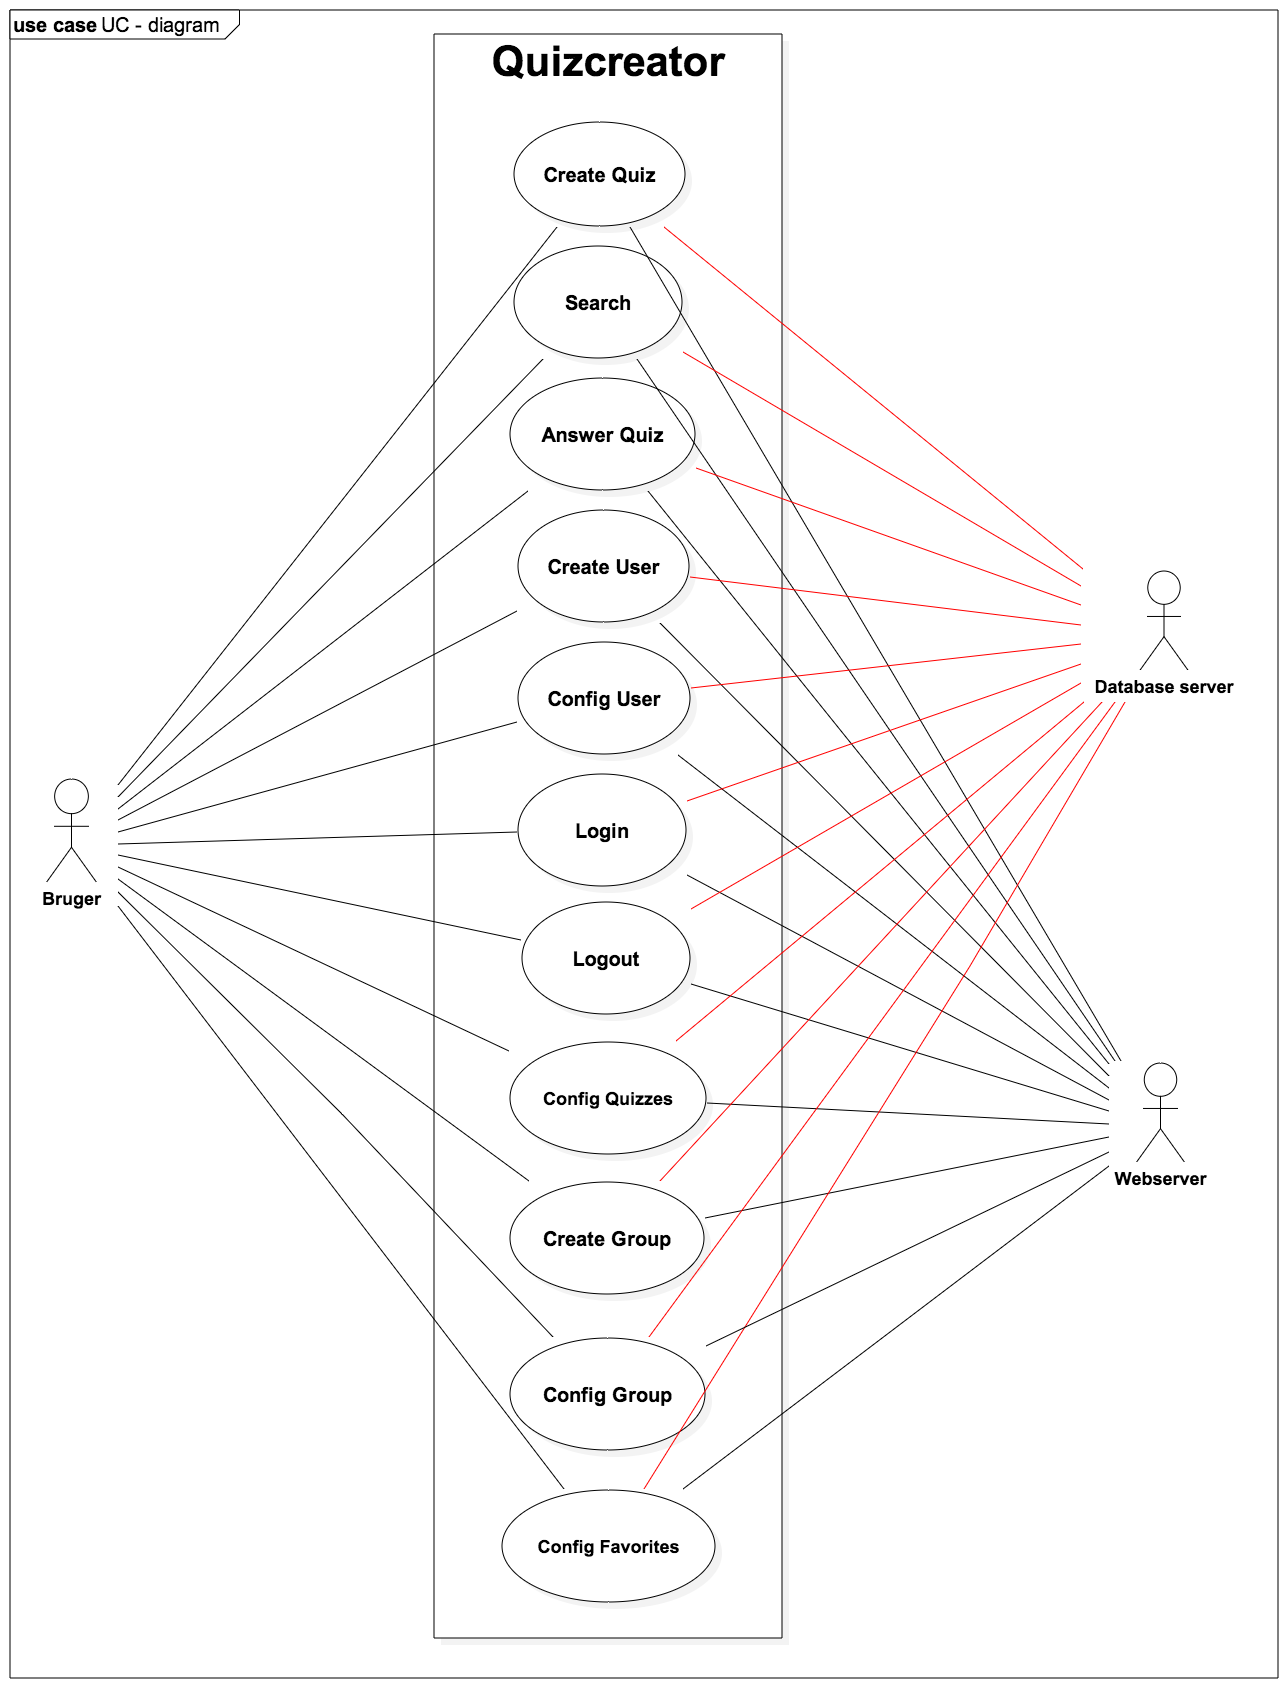 use case UC - diagram
Quizcreator
Create Quiz
Search
Answer Quiz
Create User
Config User
Database server
Login
Bruger
Logout
Config Quizzes
Webserver
Create Group
Config Group
Config Favorites